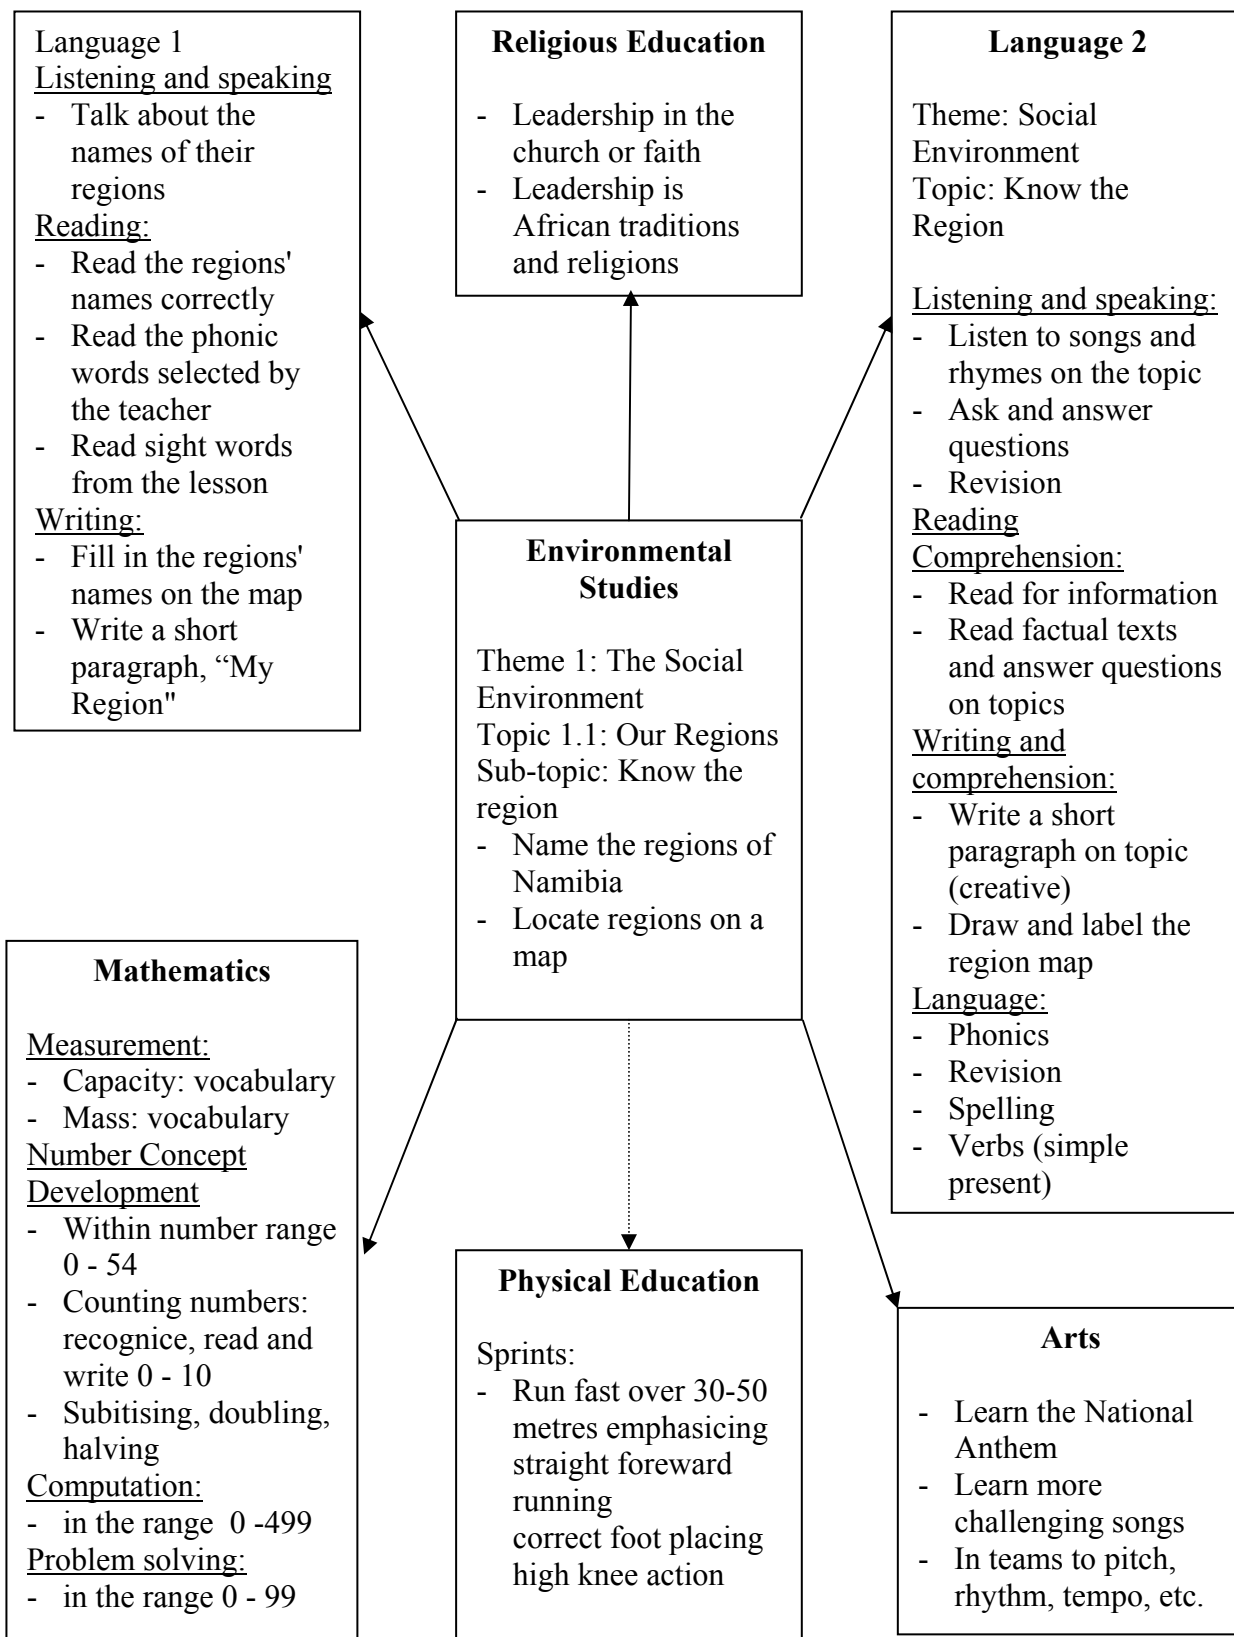 Language 1
Listening and speaking
- Talk about the
names of their
regions
Reading:
- Read the regions'
names correctly
- Read the phonic
words selected by
the teacher
- Read sight words
from the lesson
Writing:
- Fill in the regions'
names on the map
- Write a short
paragraph, “My
Region"
Religious Education
- Leadership in the
church or faith
- Leadership is
African traditions
and religions
Language 2
Theme: Social
Environment
Topic: Know the
Region
Listening and speaking:
- Listen to songs and
rhymes on the topic
- Ask and answer
questions
- Revision
Reading
Comprehension:
- Read for information
- Read factual texts
and answer questions
on topics
Writing and
comprehension:
- Write a short
paragraph on topic
(creative)
- Draw and label the
region map
Language:
- Phonics
- Revision
- Spelling
- Verbs (simple
present)
Environmental
Studies
Theme 1: The Social
Environment
Topic 1.1: Our Regions
Sub-topic: Know the
region
- Name the regions of
Namibia
- Locate regions on a
map
Mathematics
Measurement:
- Capacity: vocabulary
- Mass: vocabulary
Number Concept
Development
- Within number range
0 - 54
- Counting numbers:
recognice, read and
write 0 - 10
- Subitising, doubling,
halving
Computation:
- in the range  0 -499
Problem solving:
- in the range 0 - 99
Physical Education
Sprints:
- Run fast over 30-50
metres emphasicing
straight foreward
running
correct foot placing
high knee action
Arts
- Learn the National
Anthem
- Learn more
challenging songs
- In teams to pitch,
rhythm, tempo, etc.